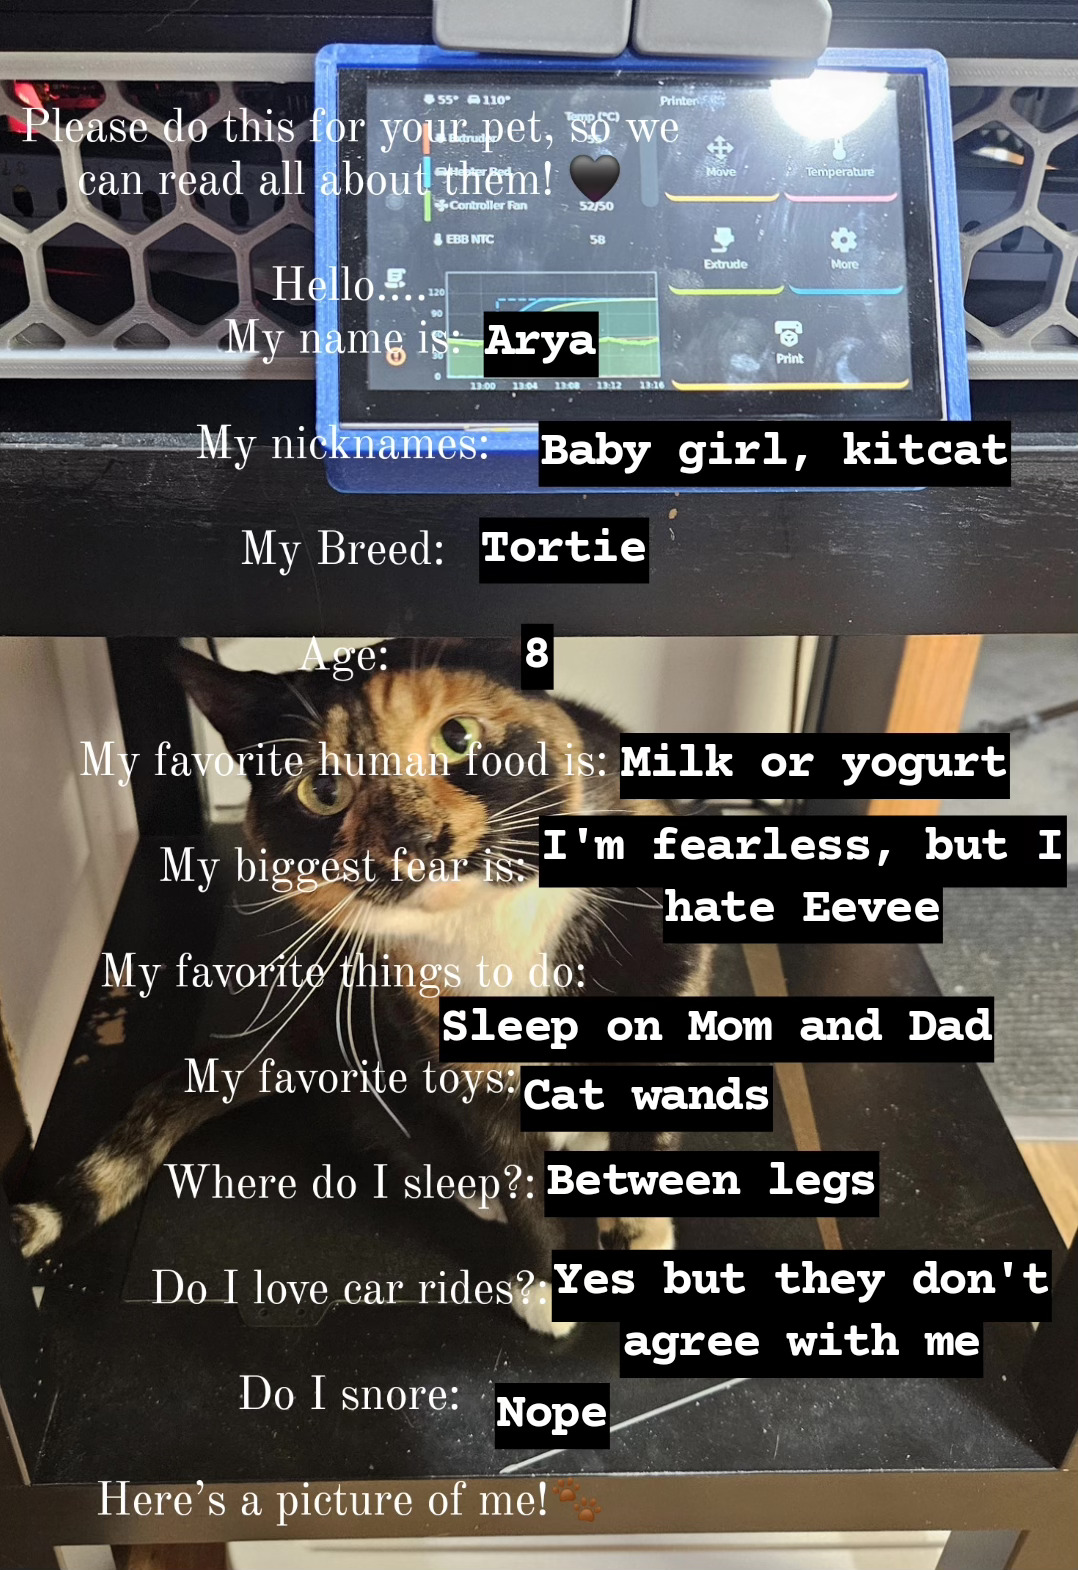 55° 110°
Printer
Please do this for your pet, so we
can read all about them! 🖤
Temp (°C)
Extruder
Heater Bed
Controller Fan 52/50
EBB NTC 58
Move
Temperature
Extrude
More
Print
120
90
30
0
13:00 13:04 13:08 13:12 13:16
Hello....
My name is: Arya
My nicknames: Baby girl, kitcat
My Breed: Tortie
Age: 8
My favorite human food is: Milk or yogurt
My biggest fear is: I'm fearless, but I
hate Eevee
My favorite things to do:
Sleep on Mom and Dad
My favorite toys: Cat wands
Where do I sleep?: Between legs
Do I love car rides?: Yes but they don't
agree with me
Do I snore: Nope
Here's a picture of me!🐾